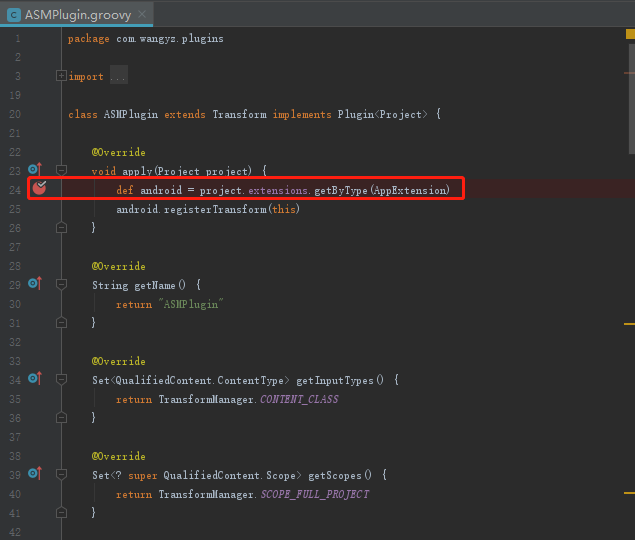 ASMPlugin.groovy
1 package com.wangyz.plugins
2
3 import ...
19
20 class ASMPlugin extends Transform implements Plugin<Project> {
21
22 @Override
23 void apply(Project project) {
24 def android = project.extensions.getByType(AppExtension)
25 android.registerTransform(this)
26 }
27
28 @Override
29 String getName() {
30 return "ASMPlugin"
31 }
32
33 @Override
34 Set<QualifiedContent.ContentType> getInputTypes() {
35 return TransformManager.CONTENT_CLASS
36 }
37
38 @Override
39 Set<? super QualifiedContent.Scope> getScopes() {
40 return TransformManager.SCOPE_FULL_PROJECT
41 }
42